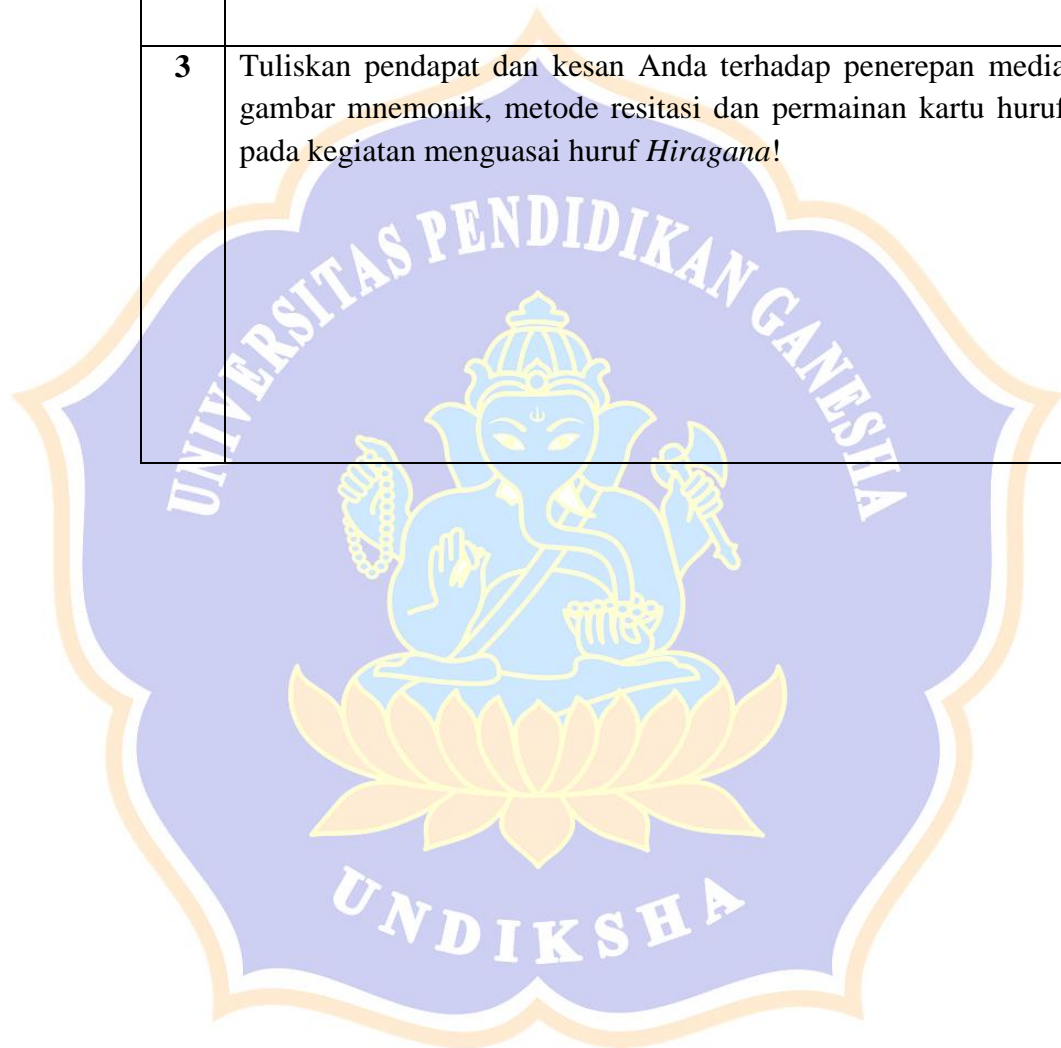 3
Tuliskan pendapat dan kesan Anda terhadap penerepan media
gambar mnemonik, metode resitasi dan permainan kartu huruf
pada kegiatan menguasai huruf Hiragana!
UNIVERSITAS PENDIDIKAN GANESHA
UNDIKSHA